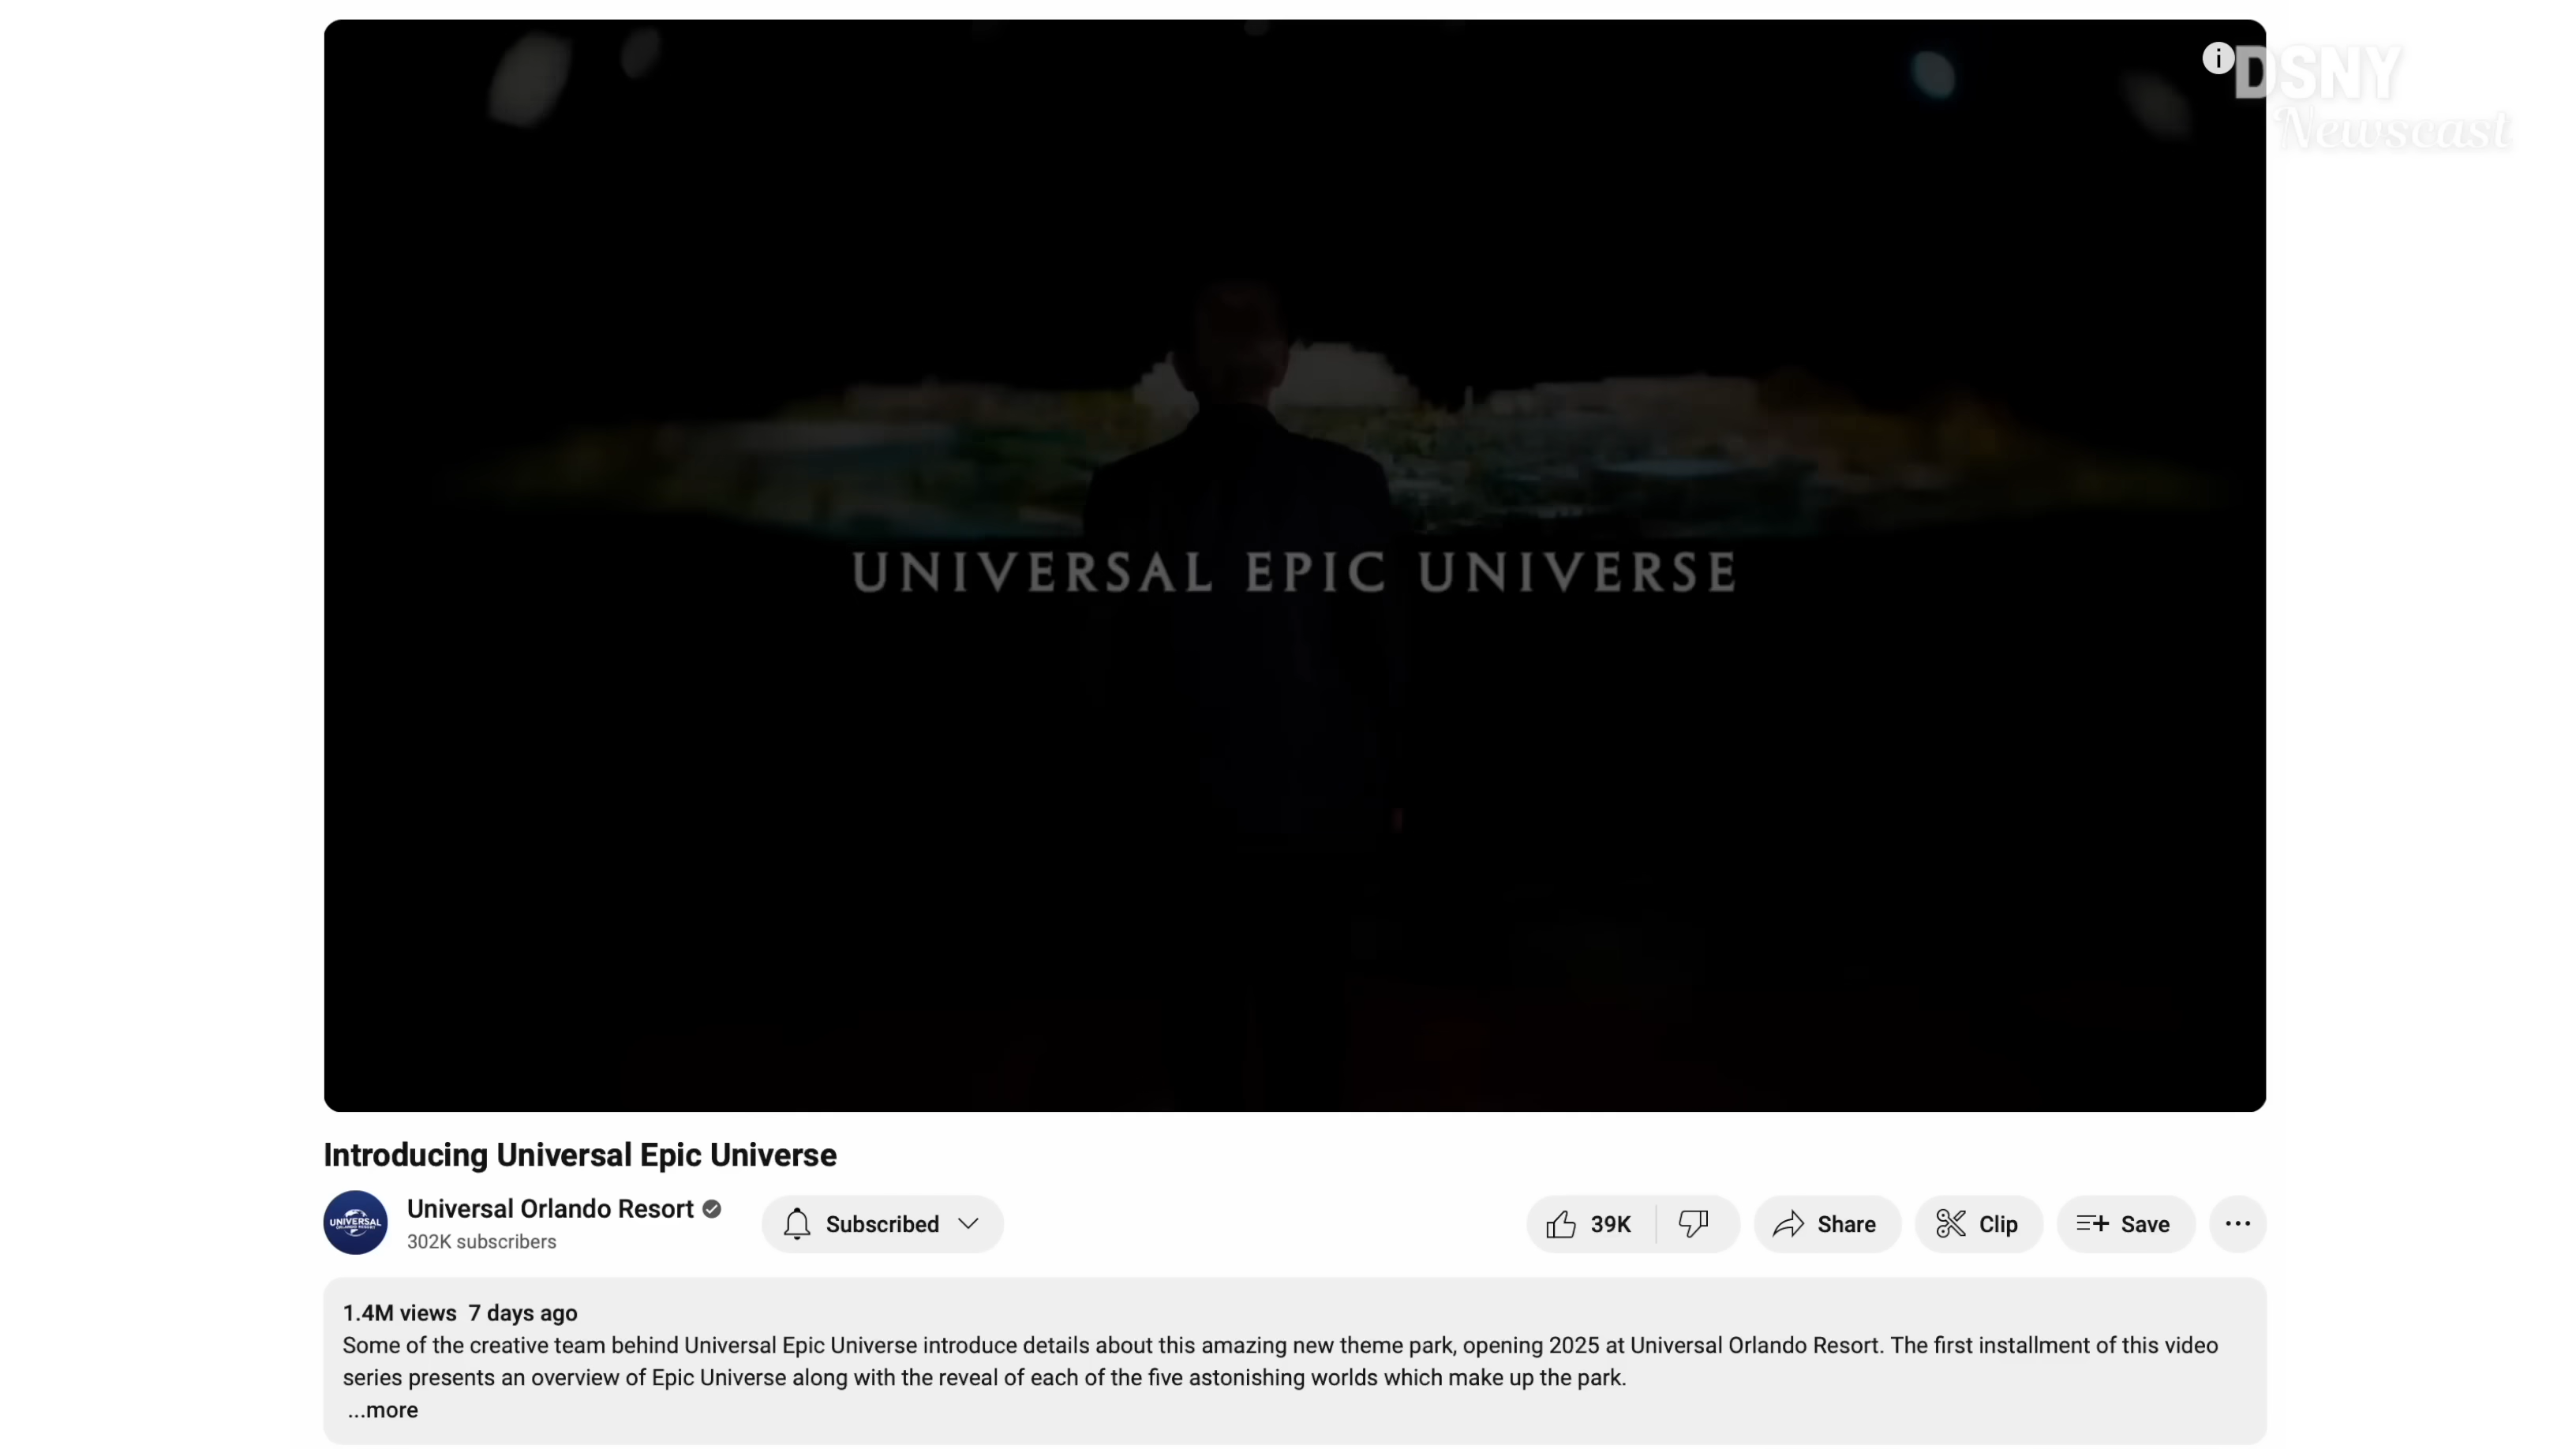 DSNY
Newscast
UNIVERSAL EPIC UNIVERSE
Introducing Universal Epic Universe
UNIVERSAL
ORLANDO RESORT
Universal Orlando Resort
302K subscribers
Subscribed
39K
Share
Clip
Save
1.4M views 7 days ago
Some of the creative team behind Universal Epic Universe introduce details about this amazing new theme park, opening 2025 at Universal Orlando Resort. The first installment of this video
series presents an overview of Epic Universe along with the reveal of each of the five astonishing worlds which make up the park.
...more